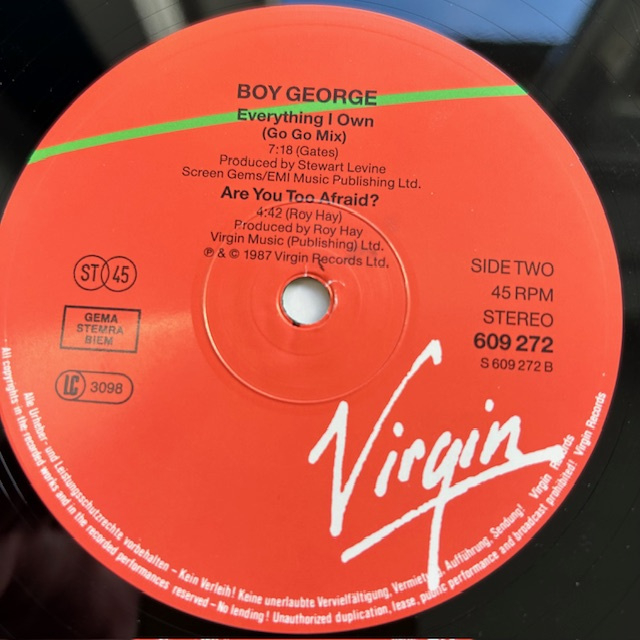 BOY GEORGE
Everything I Own
(Go Go Mix)
7:18 (Gates)
Produced by Stewart Levine
Screen Gems/EMI Music Publishing Ltd.
Are You Too Afraid?
4:42 (Roy Hay)
Produced by Roy Hay
Virgin Music (Publishing) Ltd.
℗ & © 1987 Virgin Records Ltd.
ST 45
GEMA
STEMRA
BIEM
LC 3098
SIDE TWO
45 RPM
STEREO
609 272
S 609 272 B
Virgin
Alle Urheber- und Leistungsschutzrechte vorbehalten – Kein Verleih! Keine unerlaubte Vervielfältigung, Vermietung, Aufführung, Sendung! Virgin Records
All copyrights in the recorded works and in the recorded performances reserved – No lending! Unauthorized duplication, lease, public performance and broadcast prohibited! Virgin Records